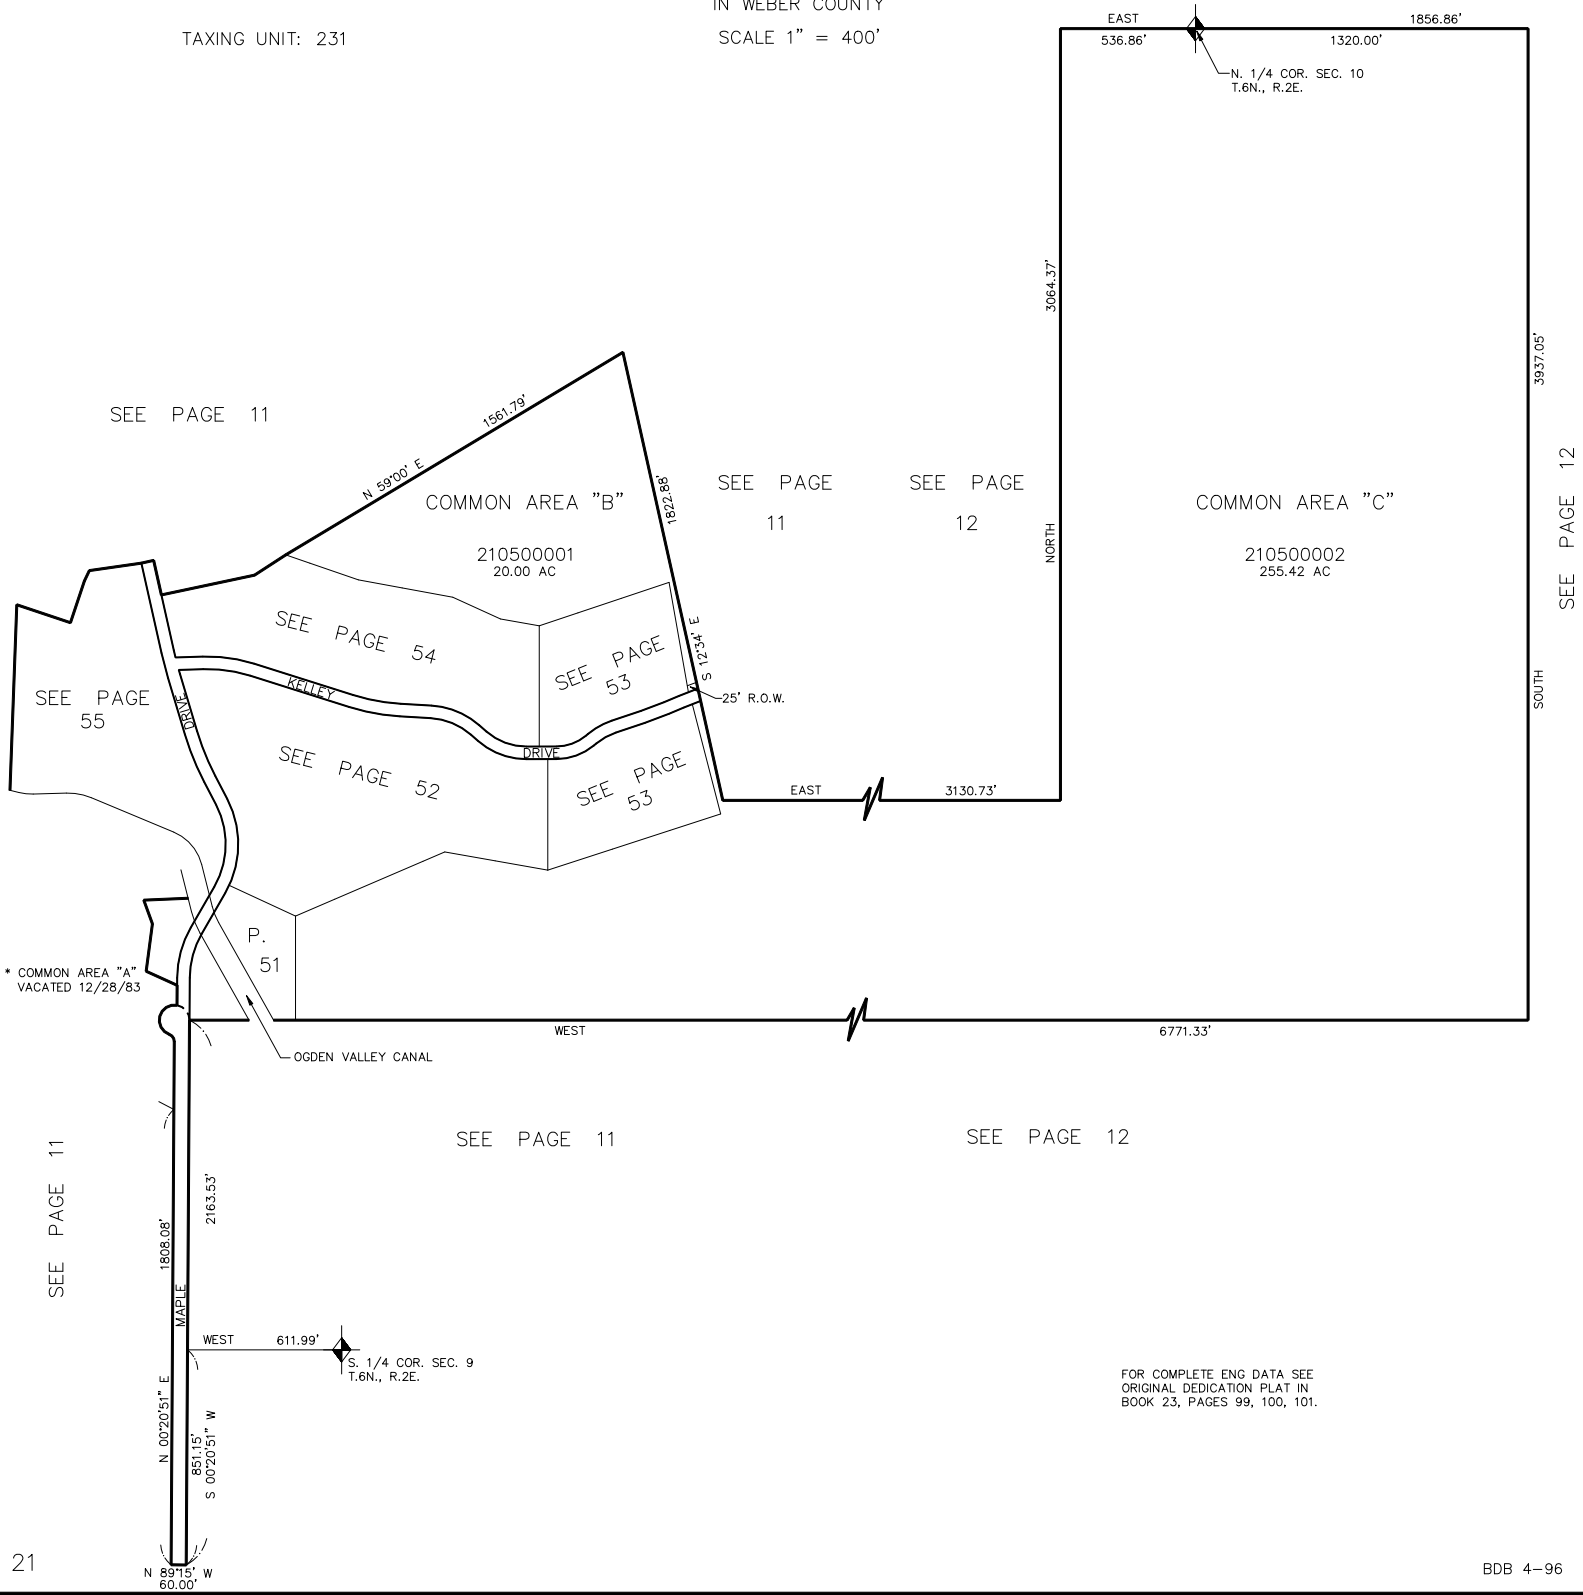 IN WEBER COUNTY
TAXING UNIT: 231
SCALE 1" = 400'
EAST
1856.86'
536.86'
1320.00'
N. 1/4 COR. SEC. 10
T.6N., R.2E.
3064.37'
NORTH
3937.05'
SOUTH
SEE PAGE 12
SEE PAGE 11
N 59°00' E
1561.79'
COMMON AREA "B"
210500001
20.00 AC
1822.88'
S 12°34' E
SEE PAGE
11
SEE PAGE
12
COMMON AREA "C"
210500002
255.42 AC
SEE PAGE 54
SEE PAGE
53
SEE PAGE
55
DRIVE
KELLEY
25' R.O.W.
DRIVE
SEE PAGE 52
SEE PAGE
53
EAST
3130.73'
P.
51
* COMMON AREA "A"
VACATED 12/28/83
WEST
6771.33'
OGDEN VALLEY CANAL
SEE PAGE 11
SEE PAGE 12
SEE PAGE 11
2163.53'
1808.08'
MAPLE
WEST 611.99'
S. 1/4 COR. SEC. 9
T.6N., R.2E.
N 00°20'51" E
851.15'
S 00°20'51" W
FOR COMPLETE ENG DATA SEE
ORIGINAL DEDICATION PLAT IN
BOOK 23, PAGES 99, 100, 101.
21
N 89°15' W
60.00'
BDB 4-96